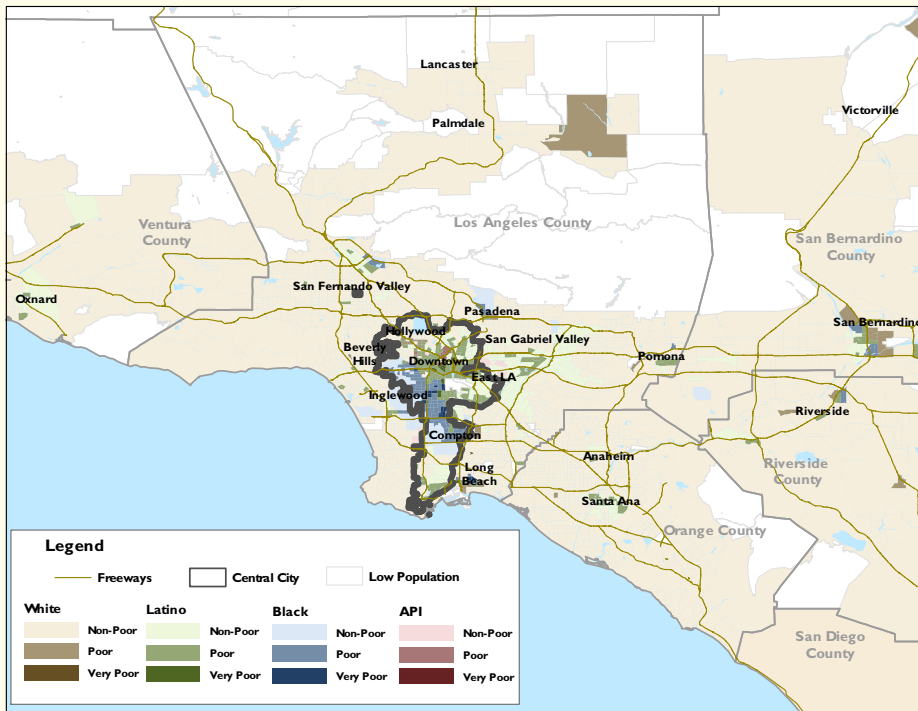 Lancaster
Victorville
Palmdale
Ventura
County
Los Angeles County
San Bernardino
County
San Fernando Valley
Oxnard
Pasadena
San Bernardino
Hollywood
San Gabriel Valley
Beverly
Hills
Downtown
Pomona
East LA
Inglewood
Riverside
Compton
Anaheim
Riverside
County
Long
Beach
Santa Ana
Orange County
San Diego
County
Legend
Freeways
Central City
Low Population
White
Latino
Black
API
Non-Poor
Non-Poor
Non-Poor
Non-Poor
Poor
Poor
Poor
Poor
Very Poor
Very Poor
Very Poor
Very Poor